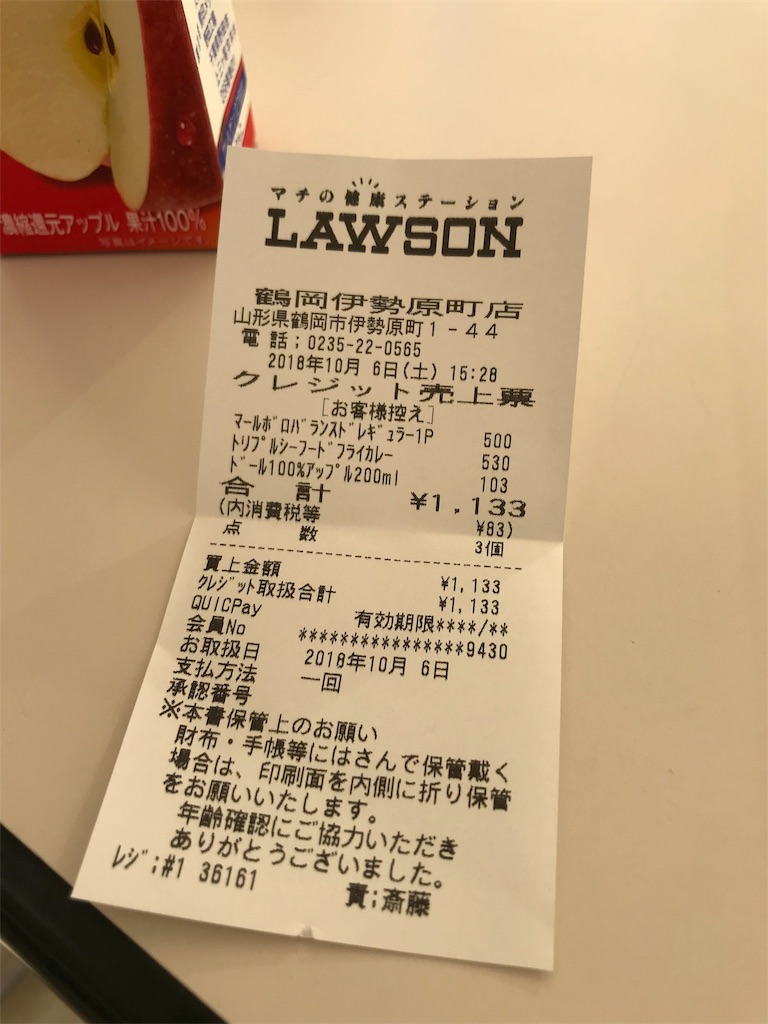 濃縮還元アップル 果汁100%
写真はイメージです。
マチの健康ステーション
LAWSON
鶴岡伊勢原町店
山形県鶴岡市伊勢原町1-44
電話;0235-22-0565
2018年10月 6日(土) 15:28
クレジット売上票
[お客様控え]
マールボロバランスドレギュラー1P 500
トリプルシーフードフライカレー 530
ドール100%アップル200ml 103
合 計 ¥1,133
(内消費税等 ¥83)
点 数 3個
買上金額 ¥1,133
クレジット取扱合計 ¥1,133
QUICPay 有効期限****/**
会員No ****************9430
お取扱日 2018年10月 6日
支払方法 一回
承認番号
※本書保管上のお願い
財布・手帳等にはさんで保管戴く
場合は、印刷面を内側に折り保管
をお願いいたします。
年齢確認にご協力いただき
ありがとうございました。
レジ;#1 36161 責;斎藤